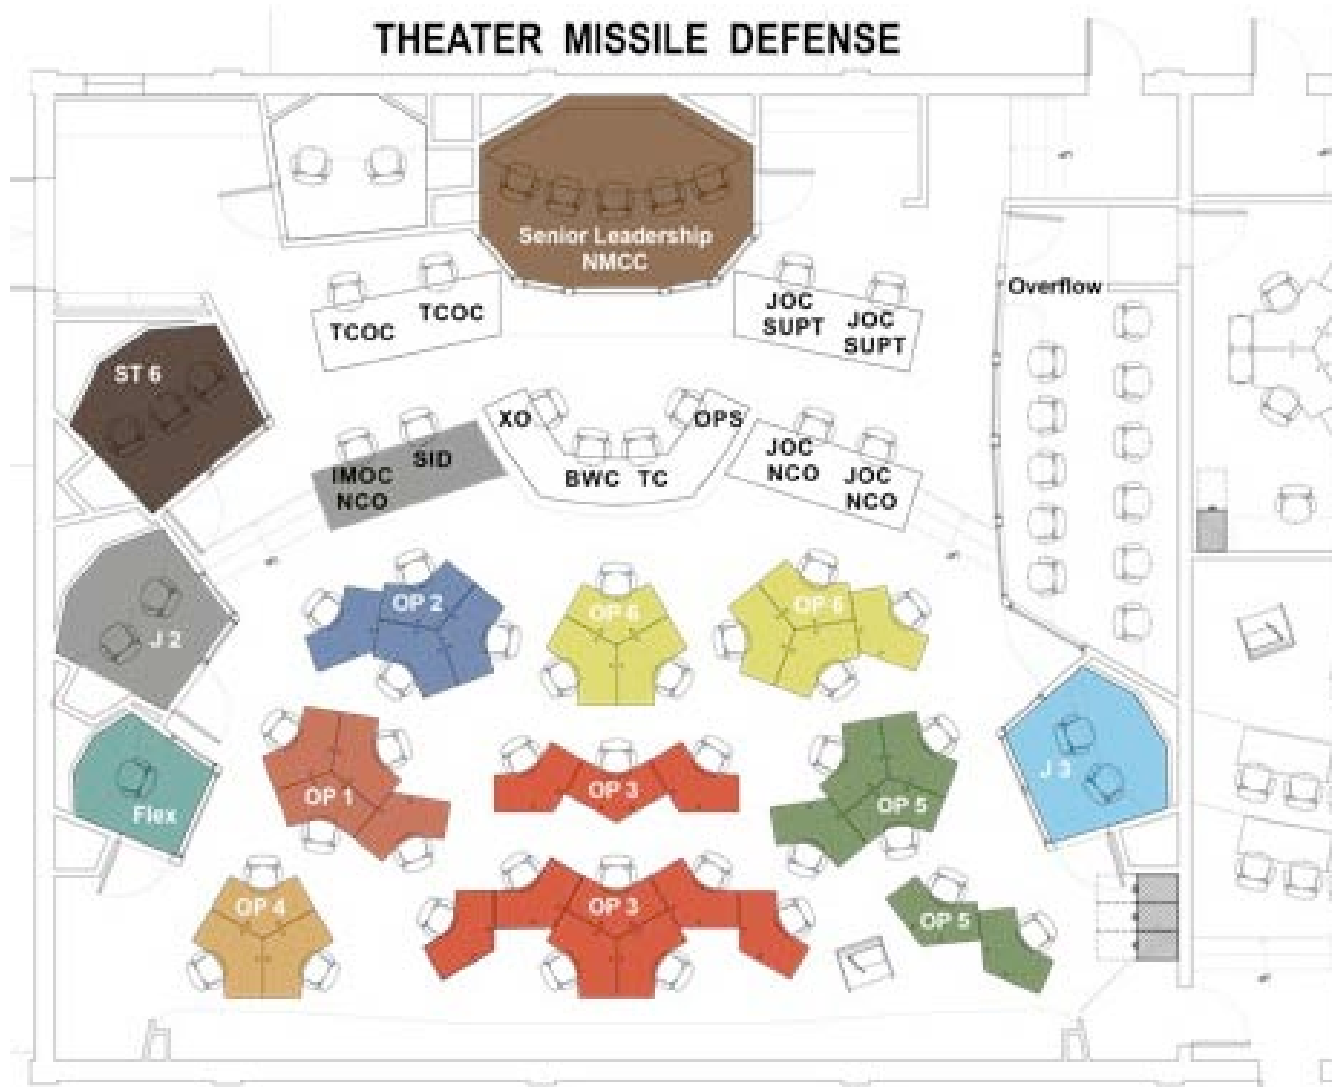 THEATER MISSILE DEFENSE
Senior Leadership
NMCC
Overflow
TCOC
TCOC
JOC
SUPT
JOC
SUPT
ST 6
XO
OPS
SID
IMOC
NCO
BWC
TC
JOC
NCO
JOC
NCO
OP 2
OP 6
OP 6
J 2
OP 1
OP 3
OP 5
J 3
Flex
OP 4
OP 3
OP 5